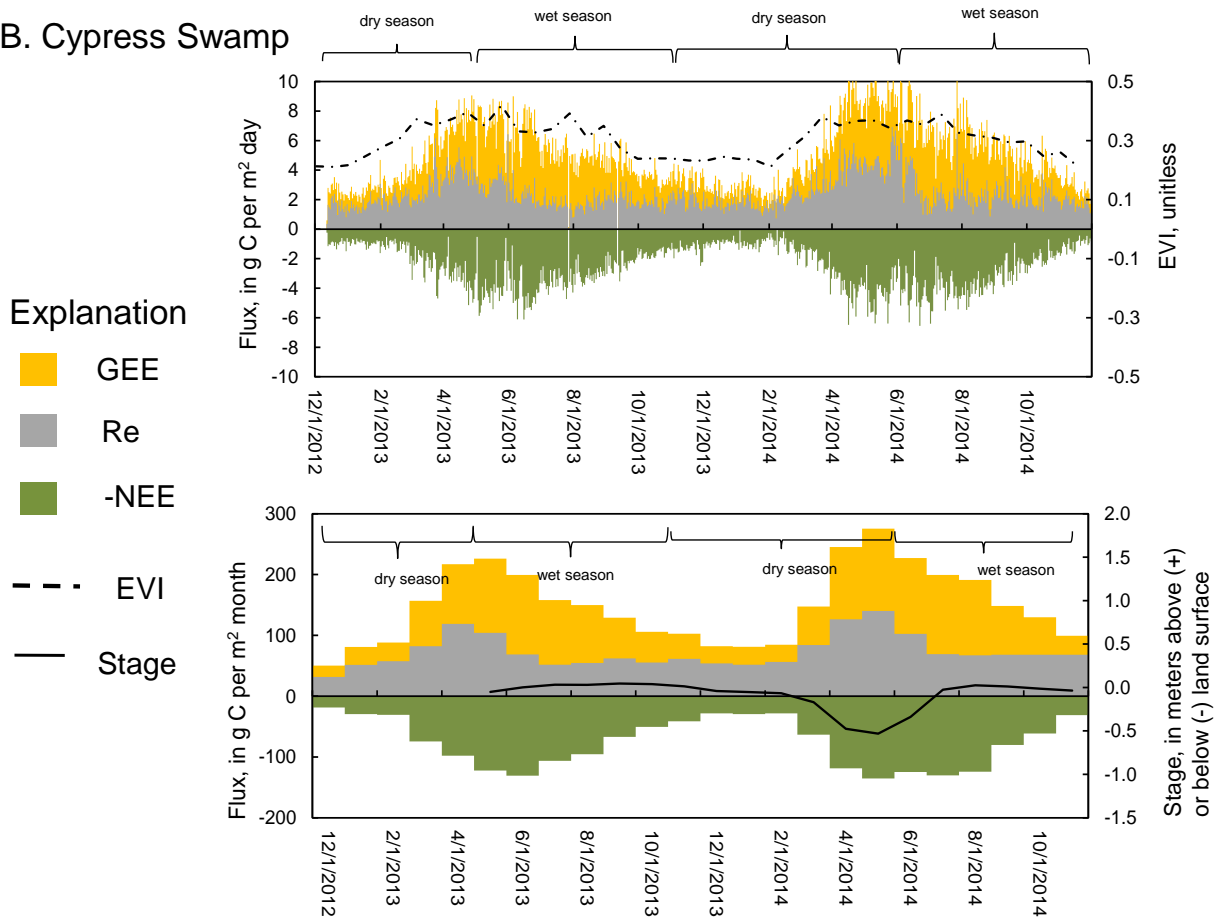 B. Cypress Swamp
dry season
wet season
dry season
wet season
10
8
6
4
2
0
-2
-4
-6
-8
-10
Flux, in g C per m² day
0.5
0.3
0.1
-0.1
-0.3
-0.5
EVI, unitless
12/1/2012
2/1/2013
4/1/2013
6/1/2013
8/1/2013
10/1/2013
12/1/2013
2/1/2014
4/1/2014
6/1/2014
8/1/2014
10/1/2014
Explanation
GEE
Re
-NEE
EVI
Stage
300
200
100
0
-100
-200
Flux, in g C per m² month
dry season
wet season
dry season
wet season
2.0
1.5
1.0
0.5
0.0
-0.5
-1.0
-1.5
Stage, in meters above (+)
or below (-) land surface
12/1/2012
2/1/2013
4/1/2013
6/1/2013
8/1/2013
10/1/2013
12/1/2013
2/1/2014
4/1/2014
6/1/2014
8/1/2014
10/1/2014